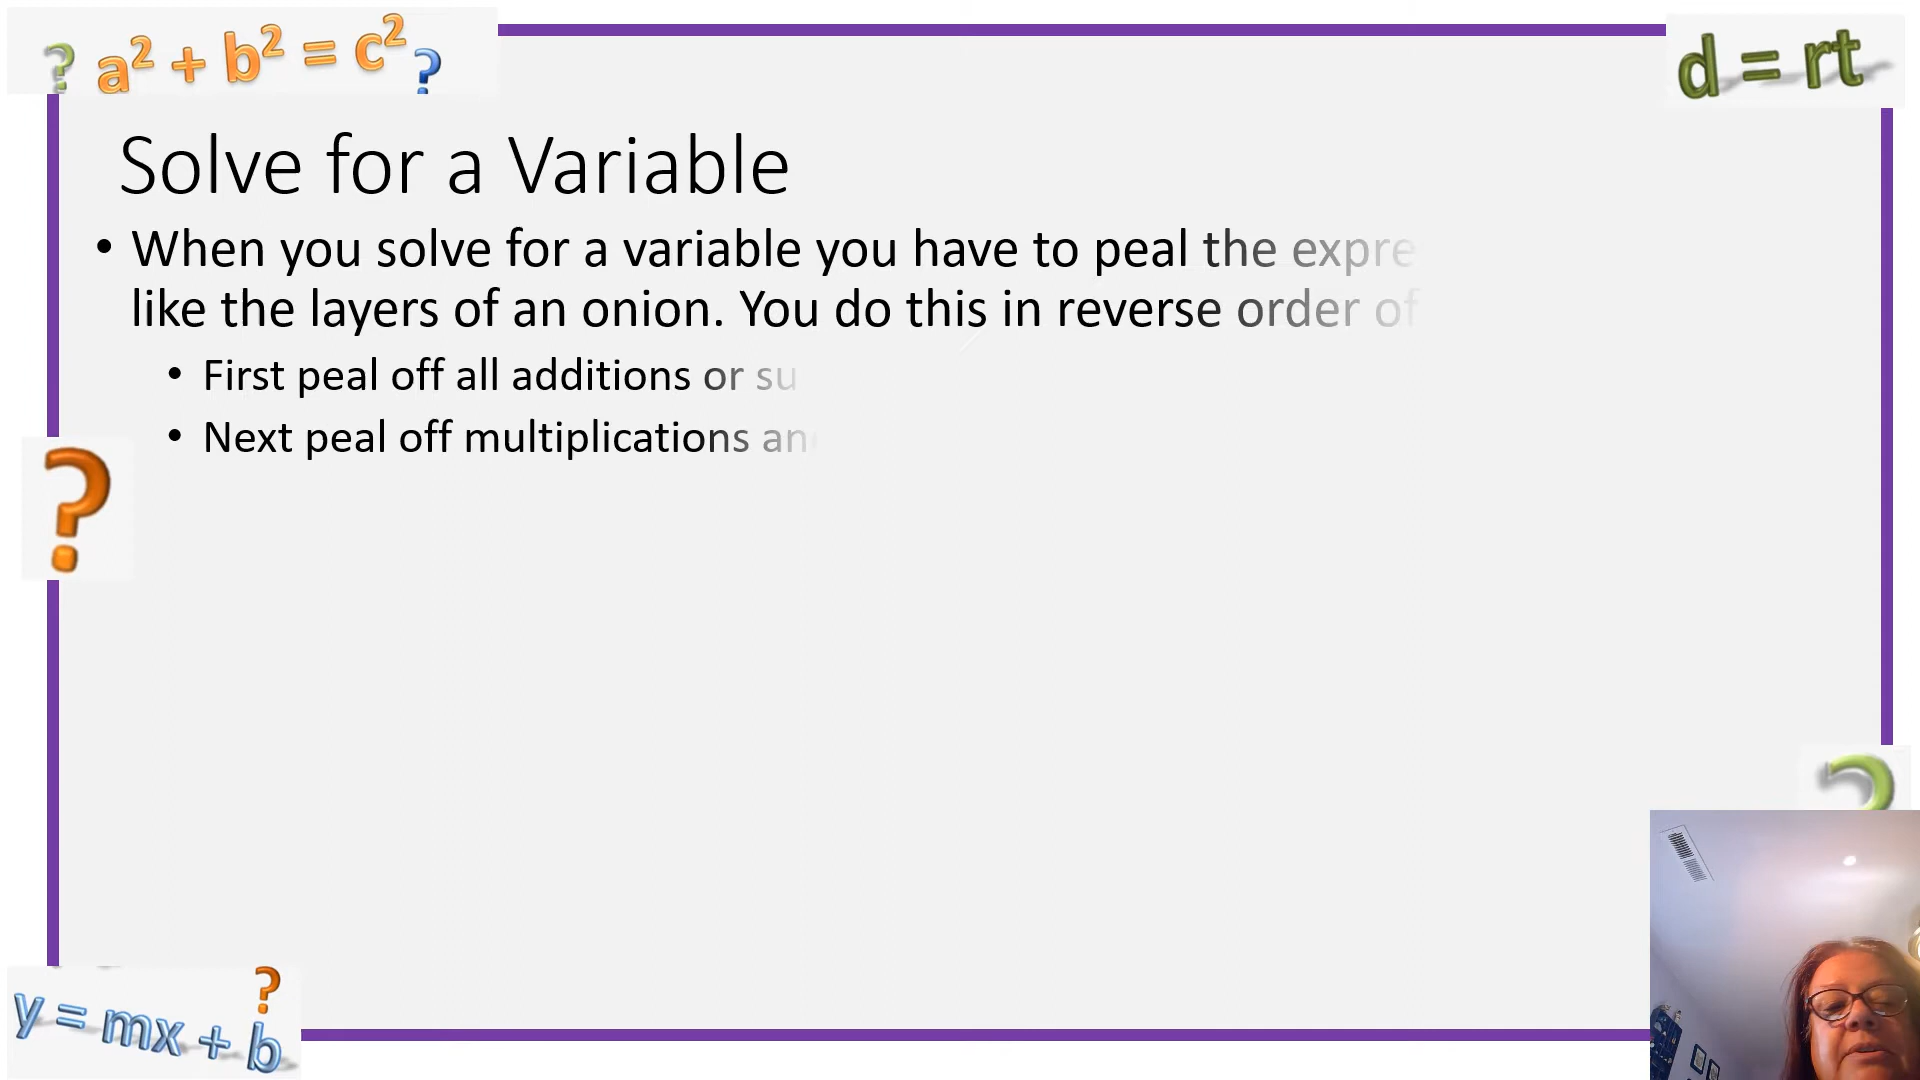 ? a² + b² = c² ?
d = rt
Solve for a Variable
• When you solve for a variable you have to peal the expre
like the layers of an onion. You do this in reverse order of
• First peal off all additions or su
• Next peal off multiplications an
?
?
?
y = mx + b